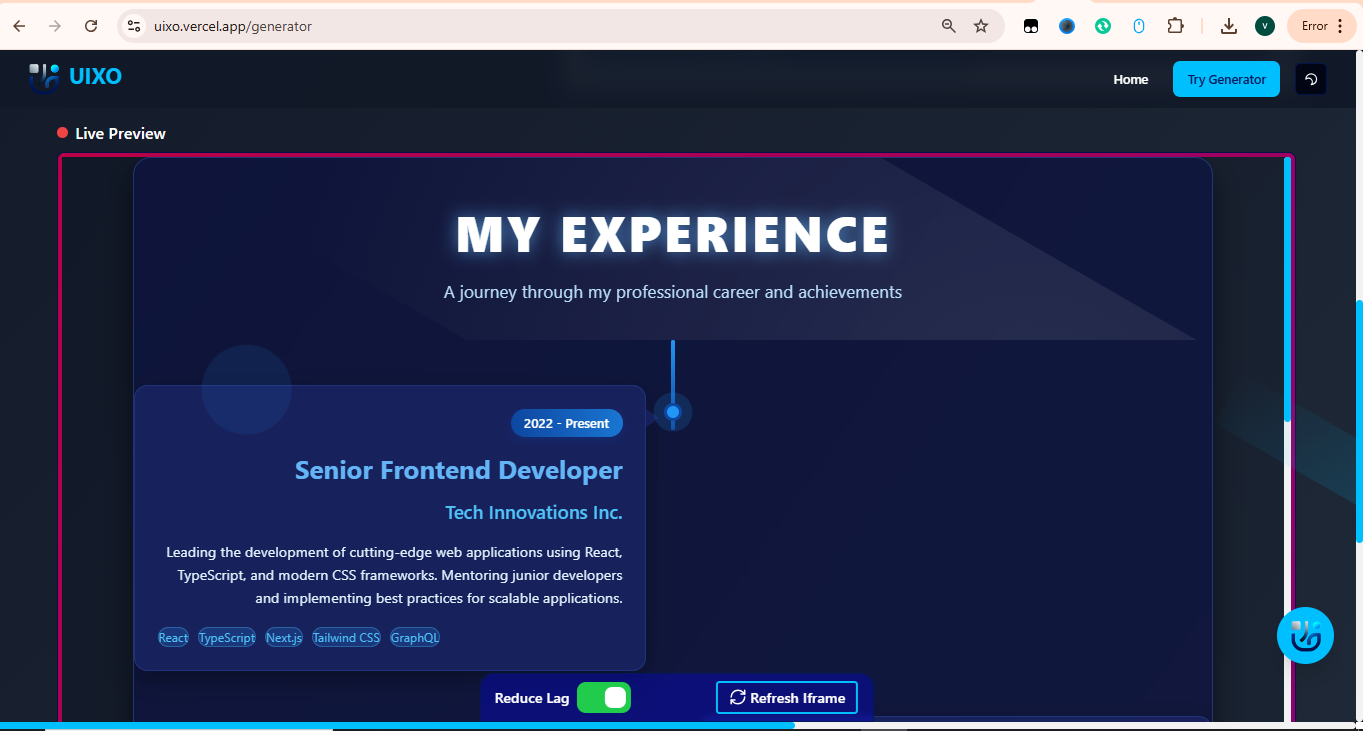 uixo.vercel.app/generator
V
Error
UIXO
Home
Try Generator
Live Preview
MY EXPERIENCE
A journey through my professional career and achievements
2022 - Present
Senior Frontend Developer
Tech Innovations Inc.
Leading the development of cutting-edge web applications using React,
TypeScript, and modern CSS frameworks. Mentoring junior developers
and implementing best practices for scalable applications.
React TypeScript Next.js Tailwind CSS GraphQL
Reduce Lag
Refresh Iframe